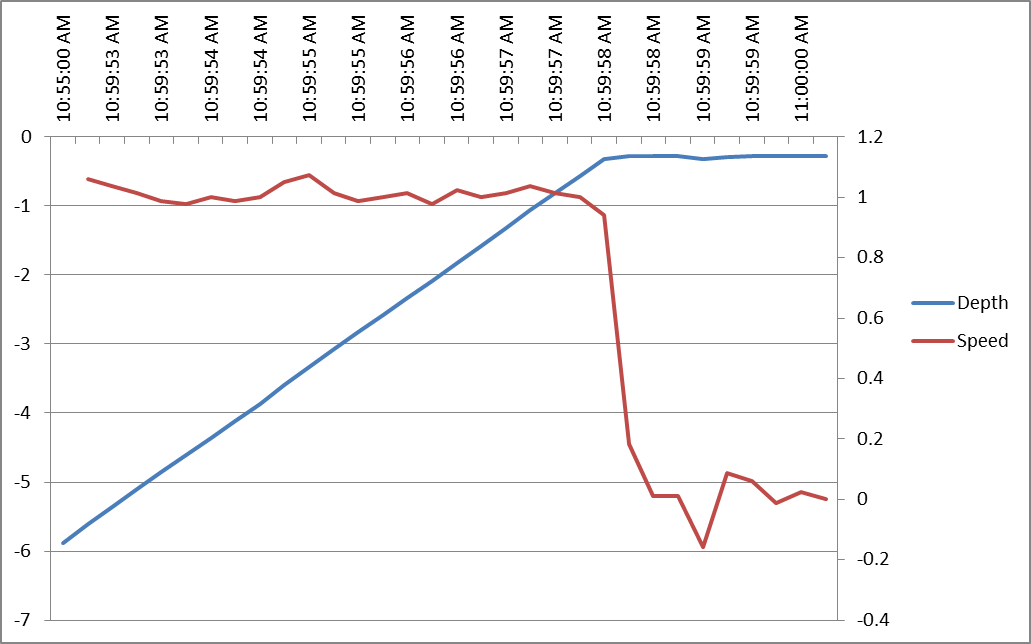 10:55:00 AM
10:59:53 AM
10:59:53 AM
10:59:54 AM
10:59:54 AM
10:59:55 AM
10:59:55 AM
10:59:56 AM
10:59:56 AM
10:59:57 AM
10:59:57 AM
10:59:58 AM
10:59:58 AM
10:59:59 AM
10:59:59 AM
11:00:00 AM
0
-1
-2
-3
-4
-5
-6
-7
1.2
1
0.8
0.6
0.4
0.2
0
-0.2
-0.4
Depth
Speed